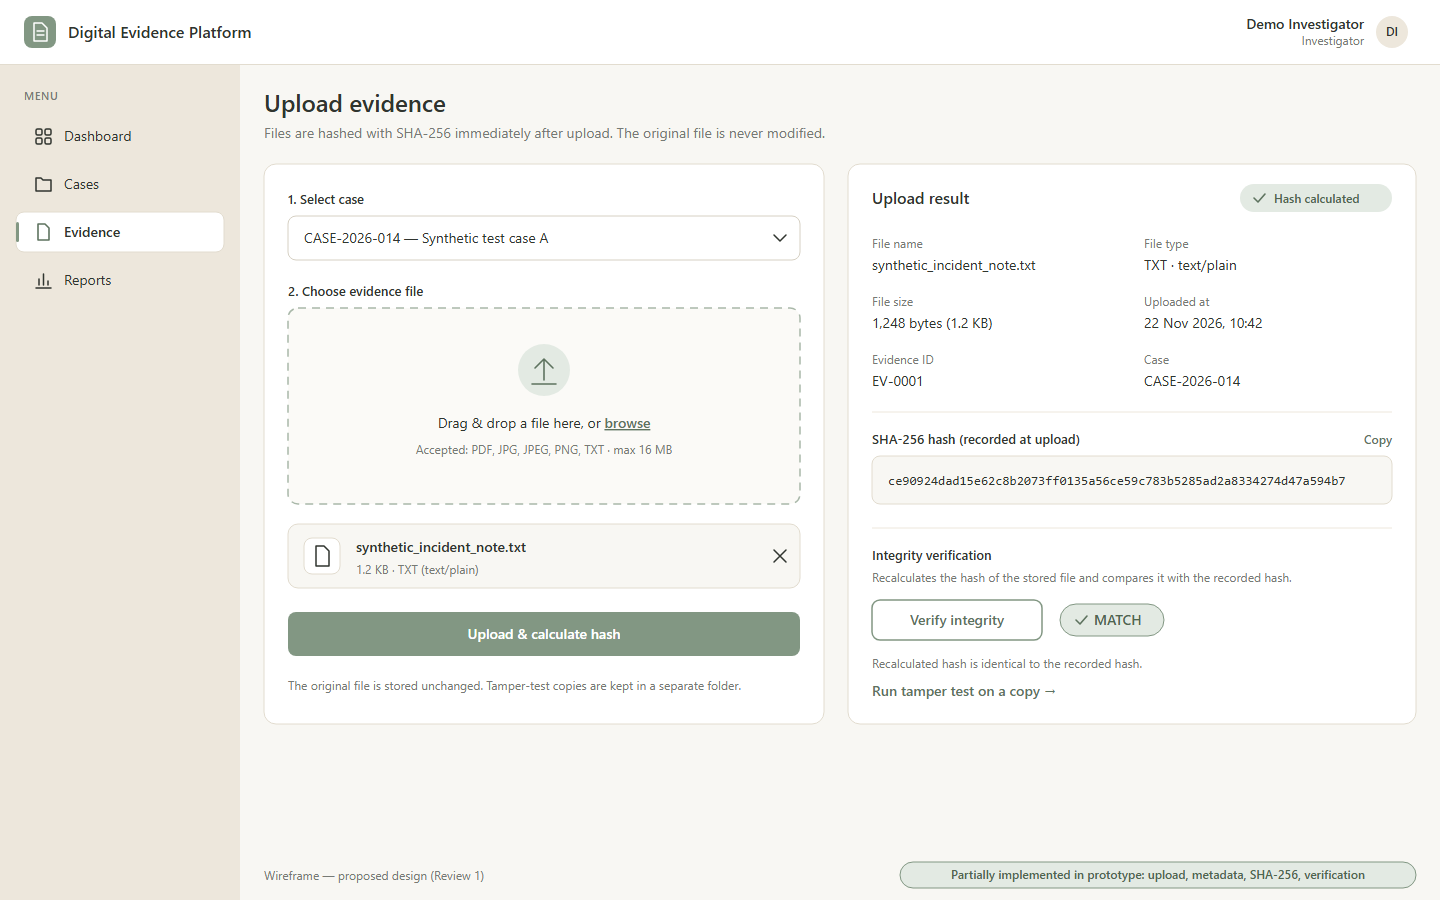 Digital Evidence Platform
Demo Investigator
Investigator
DI
MENU
Dashboard
Cases
Evidence
Reports
Upload evidence
Files are hashed with SHA-256 immediately after upload. The original file is never modified.
1. Select case
CASE-2026-014 — Synthetic test case A
2. Choose evidence file
Drag & drop a file here, or browse
Accepted: PDF, JPG, JPEG, PNG, TXT · max 16 MB
synthetic_incident_note.txt
1.2 KB · TXT (text/plain)
Upload & calculate hash
The original file is stored unchanged. Tamper-test copies are kept in a separate folder.
Upload result
Hash calculated
File name
synthetic_incident_note.txt
File type
TXT · text/plain
File size
1,248 bytes (1.2 KB)
Uploaded at
22 Nov 2026, 10:42
Evidence ID
EV-0001
Case
CASE-2026-014
SHA-256 hash (recorded at upload)
Copy
ce90924dad15e62c8b2073ff0135a56ce59c783b5285ad2a8334274d47a594b7
Integrity verification
Recalculates the hash of the stored file and compares it with the recorded hash.
Verify integrity
MATCH
Recalculated hash is identical to the recorded hash.
Run tamper test on a copy →
Wireframe — proposed design (Review 1)
Partially implemented in prototype: upload, metadata, SHA-256, verification